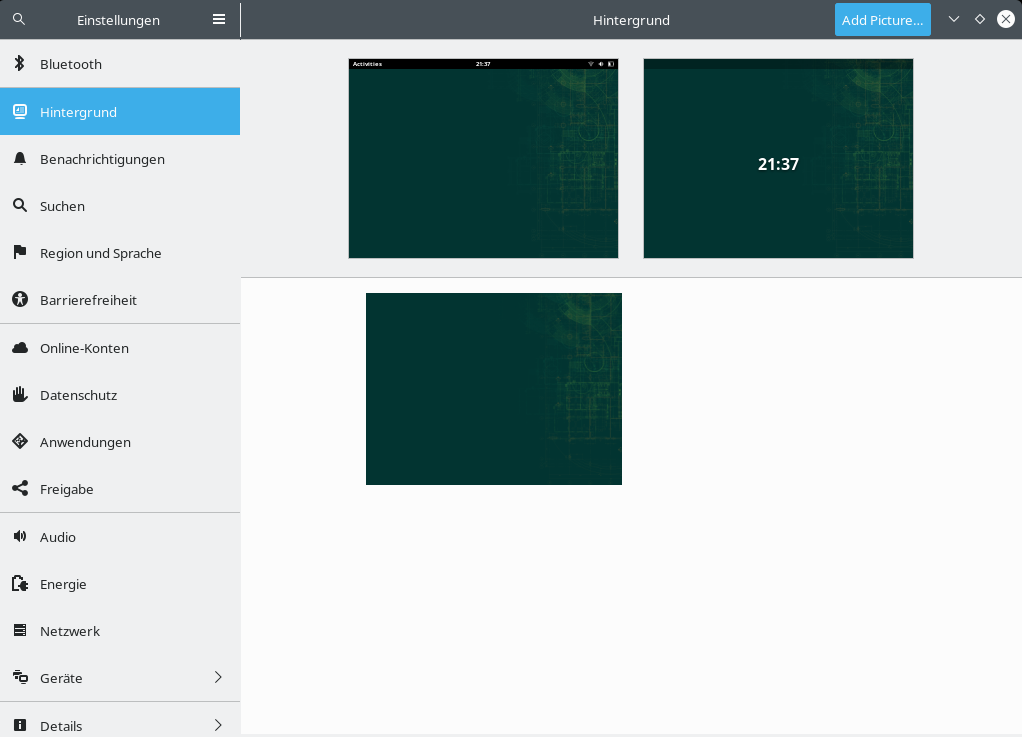 Einstellungen
Hintergrund
Add Picture...
Bluetooth
Hintergrund
Benachrichtigungen
Suchen
Region und Sprache
Barrierefreiheit
Online-Konten
Datenschutz
Anwendungen
Freigabe
Audio
Energie
Netzwerk
Geräte
Details
Activities
21:37
21:37